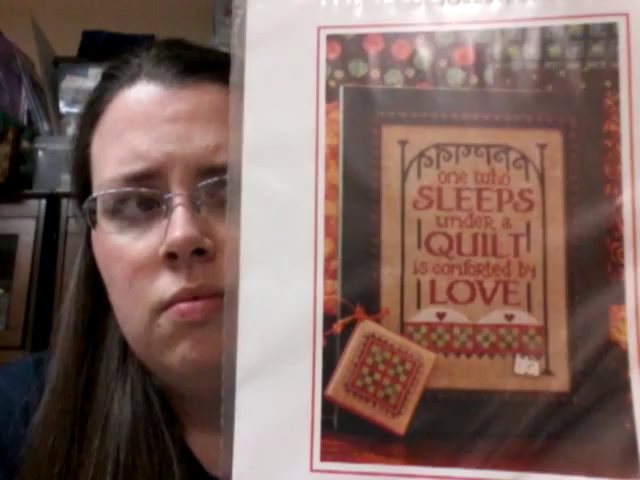 one who
SLEEPS
under a
QUILT
is comforted by
LOVE